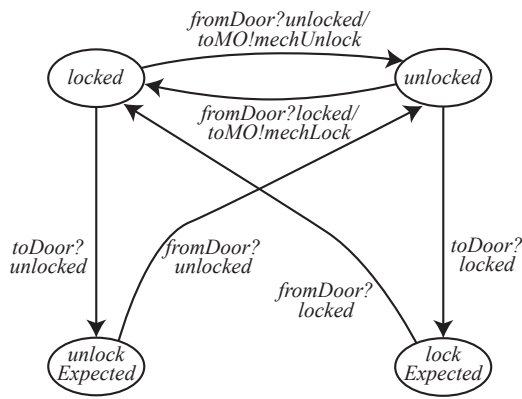 fromDoor?unlocked/
toMO!mechUnlock
locked
unlocked
fromDoor?locked/
toMO!mechLock
toDoor?
unlocked
fromDoor?
unlocked
fromDoor?
locked
toDoor?
locked
unlock
Expected
lock
Expected